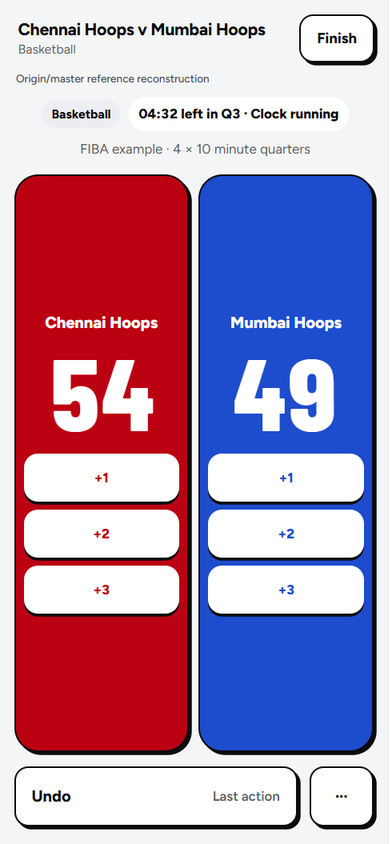 Chennai Hoops v Mumbai Hoops
Basketball
Finish
Origin/master reference reconstruction
Basketball
04:32 left in Q3 · Clock running
FIBA example · 4 × 10 minute quarters
Chennai Hoops
54
+1
+2
+3
Mumbai Hoops
49
+1
+2
+3
Undo
Last action
···